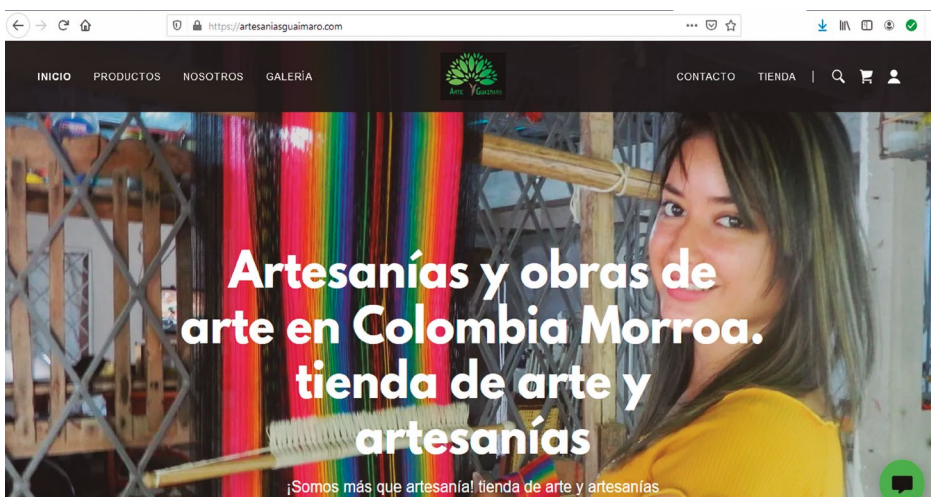 https://artesaniasguaimaro.com
INICIO PRODUCTOS NOSOTROS GALERÍA CONTACTO TIENDA
ARTE GUAIMARO
Artesanías y obras de
arte en Colombia Morroa.
tienda de arte y
artesanías
¡Somos más que artesanía! tienda de arte y artesanías